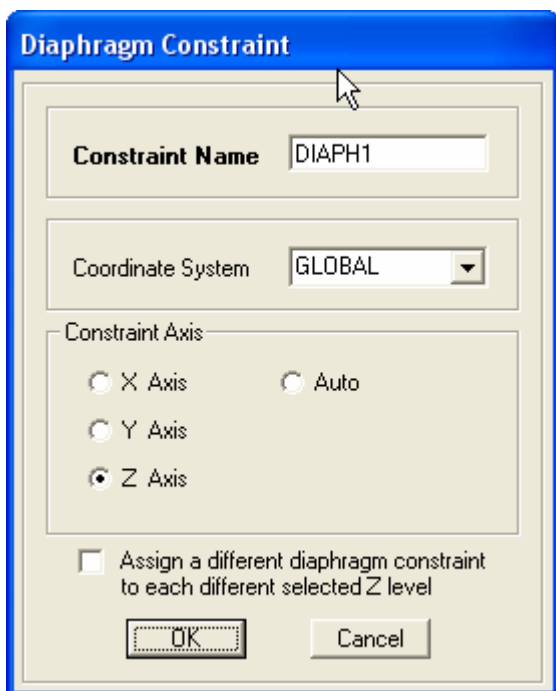 Diaphragm Constraint
Constraint Name DIAPH1
Coordinate System GLOBAL
Constraint Axis
X Axis Auto
Y Axis
Z Axis
Assign a different diaphragm constraint
to each different selected Z level
OK Cancel